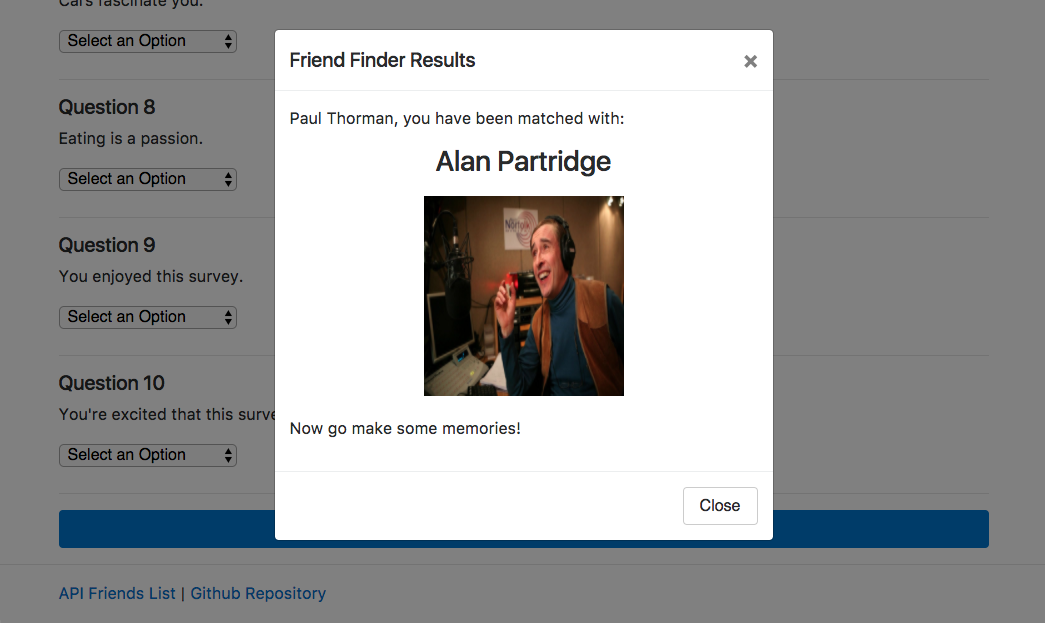 Cars fascinate you.
Select an Option
Question 8
Eating is a passion.
Select an Option
Question 9
You enjoyed this survey.
Select an Option
Question 10
You're excited that this surve
Select an Option
Friend Finder Results
×
Paul Thorman, you have been matched with:
Alan Partridge
Norfolk
Now go make some memories!
Close
API Friends List | Github Repository